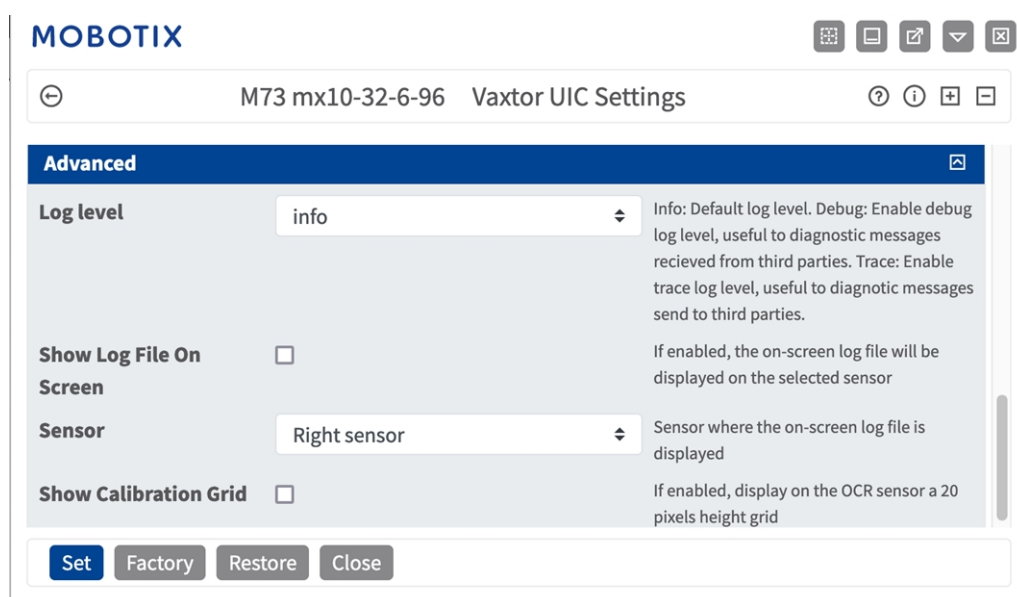 MOBOTIX
M73 mx10-32-6-96 Vaxtor UIC Settings
Advanced
Log level
info
Info: Default log level. Debug: Enable debug
log level, useful to diagnostic messages
recieved from third parties. Trace: Enable
trace log level, useful to diagnotic messages
send to third parties.
Show Log File On
Screen
If enabled, the on-screen log file will be
displayed on the selected sensor
Sensor
Right sensor
Sensor where the on-screen log file is
displayed
Show Calibration Grid
If enabled, display on the OCR sensor a 20
pixels height grid
Set Factory Restore Close